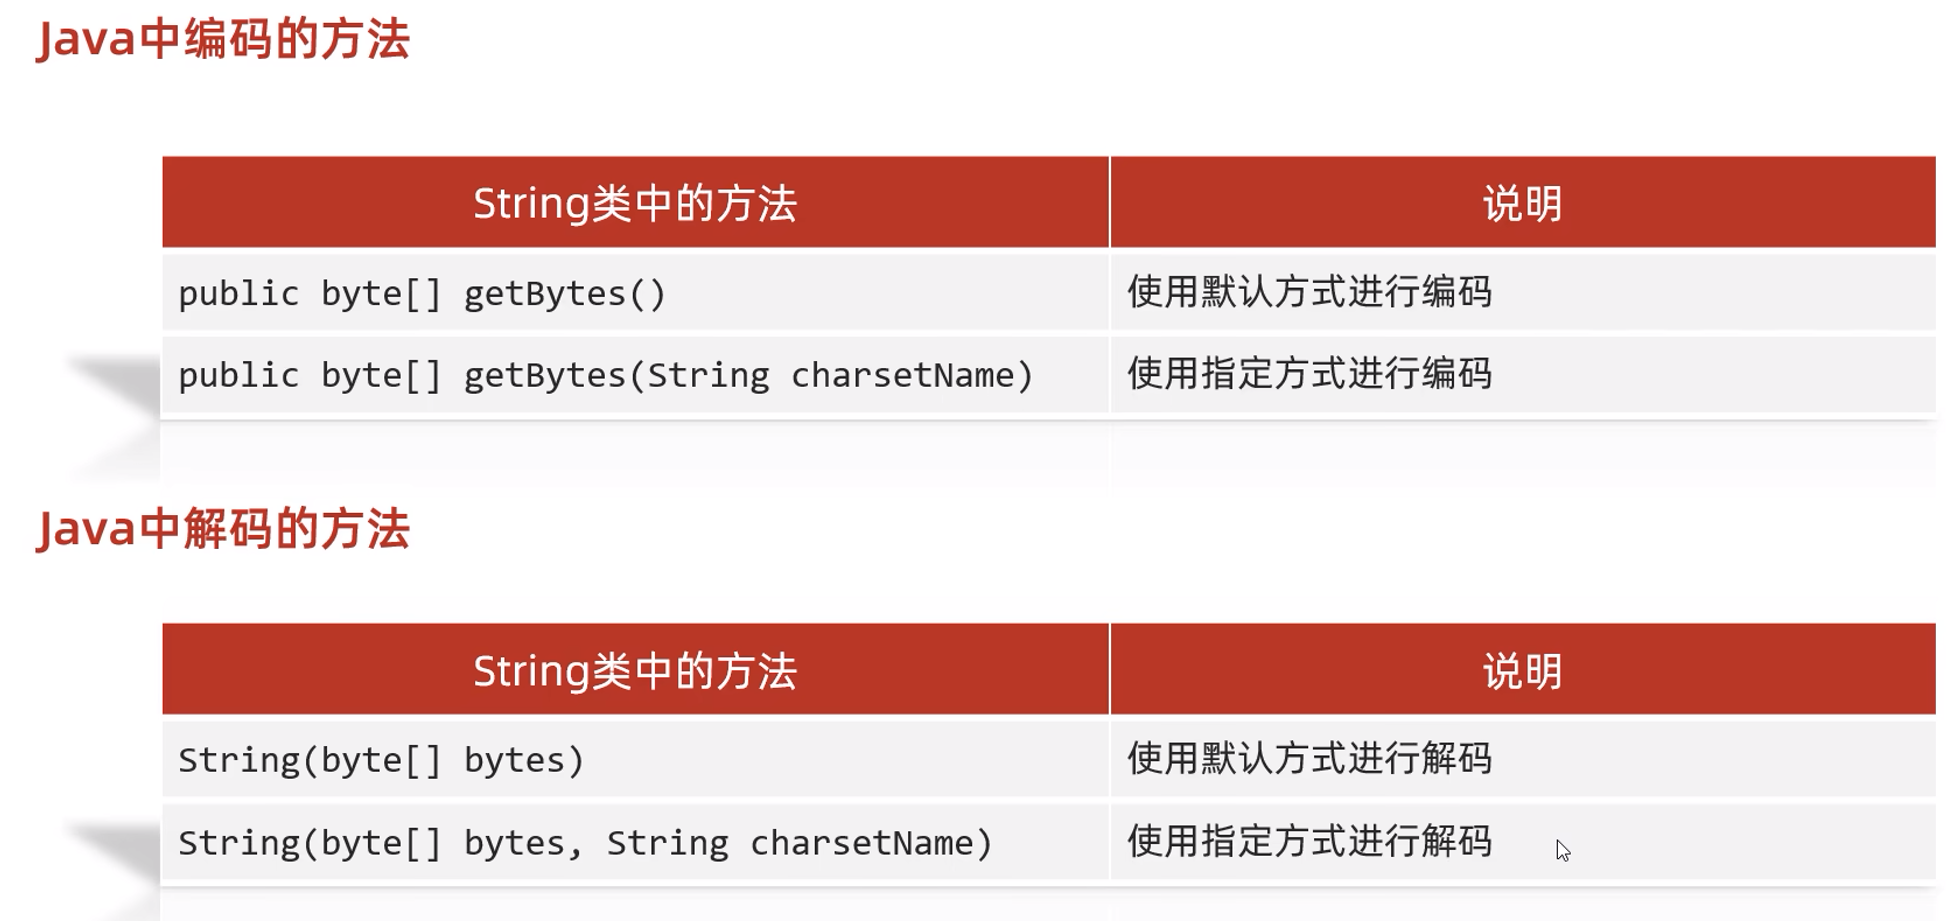 Java中编码的方法
String类中的方法 说明
public byte[] getBytes() 使用默认方式进行编码
public byte[] getBytes(String charsetName) 使用指定方式进行编码
Java中解码的方法
String类中的方法 说明
String(byte[] bytes) 使用默认方式进行解码
String(byte[] bytes, String charsetName) 使用指定方式进行解码